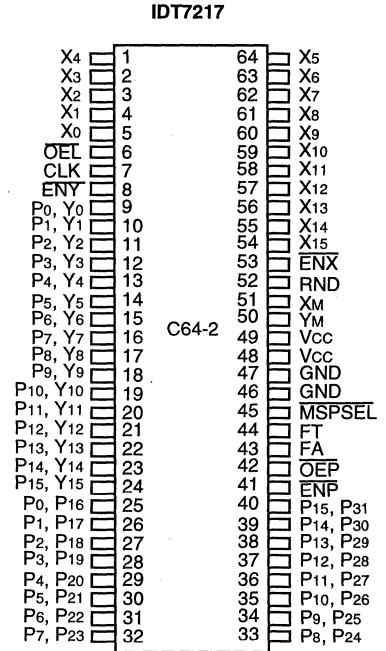 IDT7217
X4 1 64 X5
X3 2 63 X6
X2 3 62 X7
X1 4 61 X8
X0 5 60 X9
OEL 6 59 X10
CLK 7 58 X11
ENY 8 57 X12
P0, Y0 9 56 X13
P1, Y1 10 55 X14
P2, Y2 11 54 X15
P3, Y3 12 53 ENX
P4, Y4 13 52 RND
P5, Y5 14 51 XM
P6, Y6 15 50 YM
C64-2
P7, Y7 16 49 VCC
P8, Y8 17 48 VCC
P9, Y9 18 47 GND
P10, Y10 19 46 GND
P11, Y11 20 45 MSPSEL
P12, Y12 21 44 FT
P13, Y13 22 43 FA
P14, Y14 23 42 OEP
P15, Y15 24 41 ENP
P0, P16 25 40 P15, P31
P1, P17 26 39 P14, P30
P2, P18 27 38 P13, P29
P3, P19 28 37 P12, P28
P4, P20 29 36 P11, P27
P5, P21 30 35 P10, P26
P6, P22 31 34 P9, P25
P7, P23 32 33 P8, P24